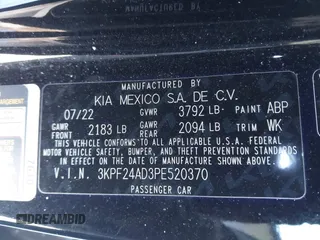 MANUFACTURED BY
KIA MEXICO S.A. DE C.V.
07/22 GVWR 3792 LB PAINT ABP
GAWR FRONT 2183 LB GAWR REAR 2094 LB TRIM WK
THIS VEHICLE CONFORMS TO ALL APPLICABLE U.S.A. FEDERAL
MOTOR VEHICLE SAFETY, BUMPER, AND THEFT PREVENTION
STANDARDS IN EFFECT ON THE DATE OF MANUFACTURE SHOWN ABOVE.
V.I.N. 3KPF24AD3PE520370
PASSENGER CAR
DREAMBID